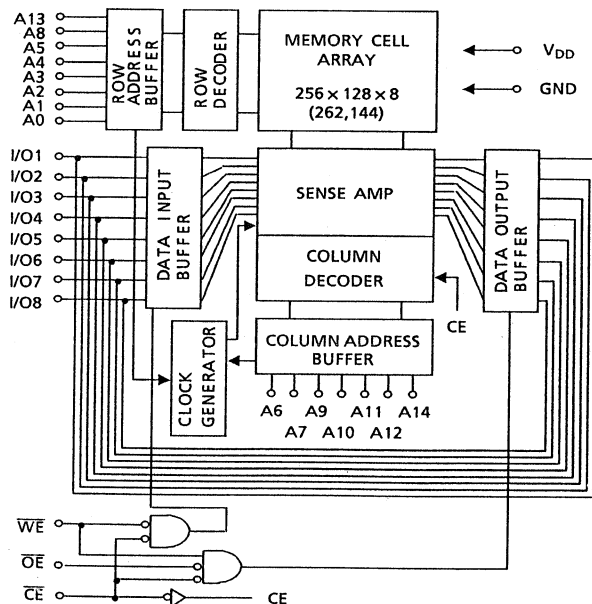 A13
A8
A5
A4
A3
A2
A1
A0
ROW ADDRESS BUFFER
ROW DECODER
MEMORY CELL
ARRAY
256 x 128 x 8
(262,144)
VDD
GND
I/O1
I/O2
I/O3
I/O4
I/O5
I/O6
I/O7
I/O8
DATA INPUT BUFFER
SENSE AMP
COLUMN
DECODER
DATA OUTPUT BUFFER
CE
CLOCK GENERATOR
COLUMN ADDRESS
BUFFER
A6 A9 A11 A14
A7 A10 A12
WE
OE
CE
CE